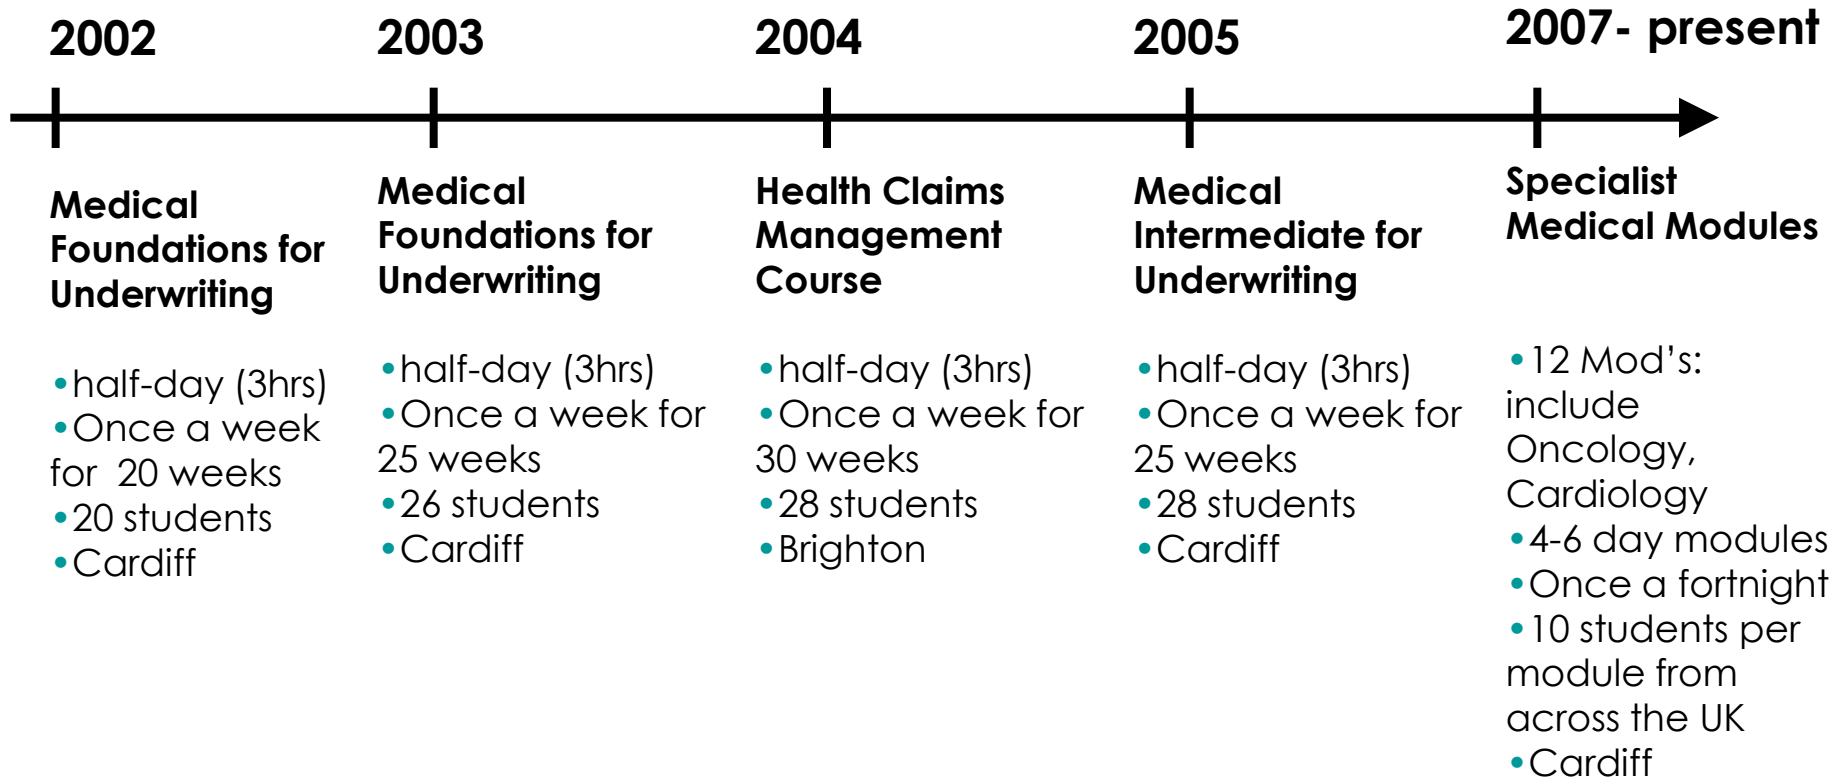 2002
Medical
Foundations for
Underwriting
•half-day (3hrs)
•Once a week
for  20 weeks
•20 students
•Cardiff
2003
Medical
Foundations for
Underwriting
•half-day (3hrs)
•Once a week for
25 weeks
•26 students
•Cardiff
2004
Health Claims
Management
Course
•half-day (3hrs)
•Once a week for
30 weeks
•28 students
•Brighton
2005
Medical
Intermediate for
Underwriting
•half-day (3hrs)
•Once a week for
25 weeks
•28 students
•Cardiff
2007- present
Specialist
Medical Modules
•12 Mod’s:
include
Oncology,
Cardiology
•4-6 day modules
•Once a fortnight
•10 students per
module from
across the UK
•Cardiff